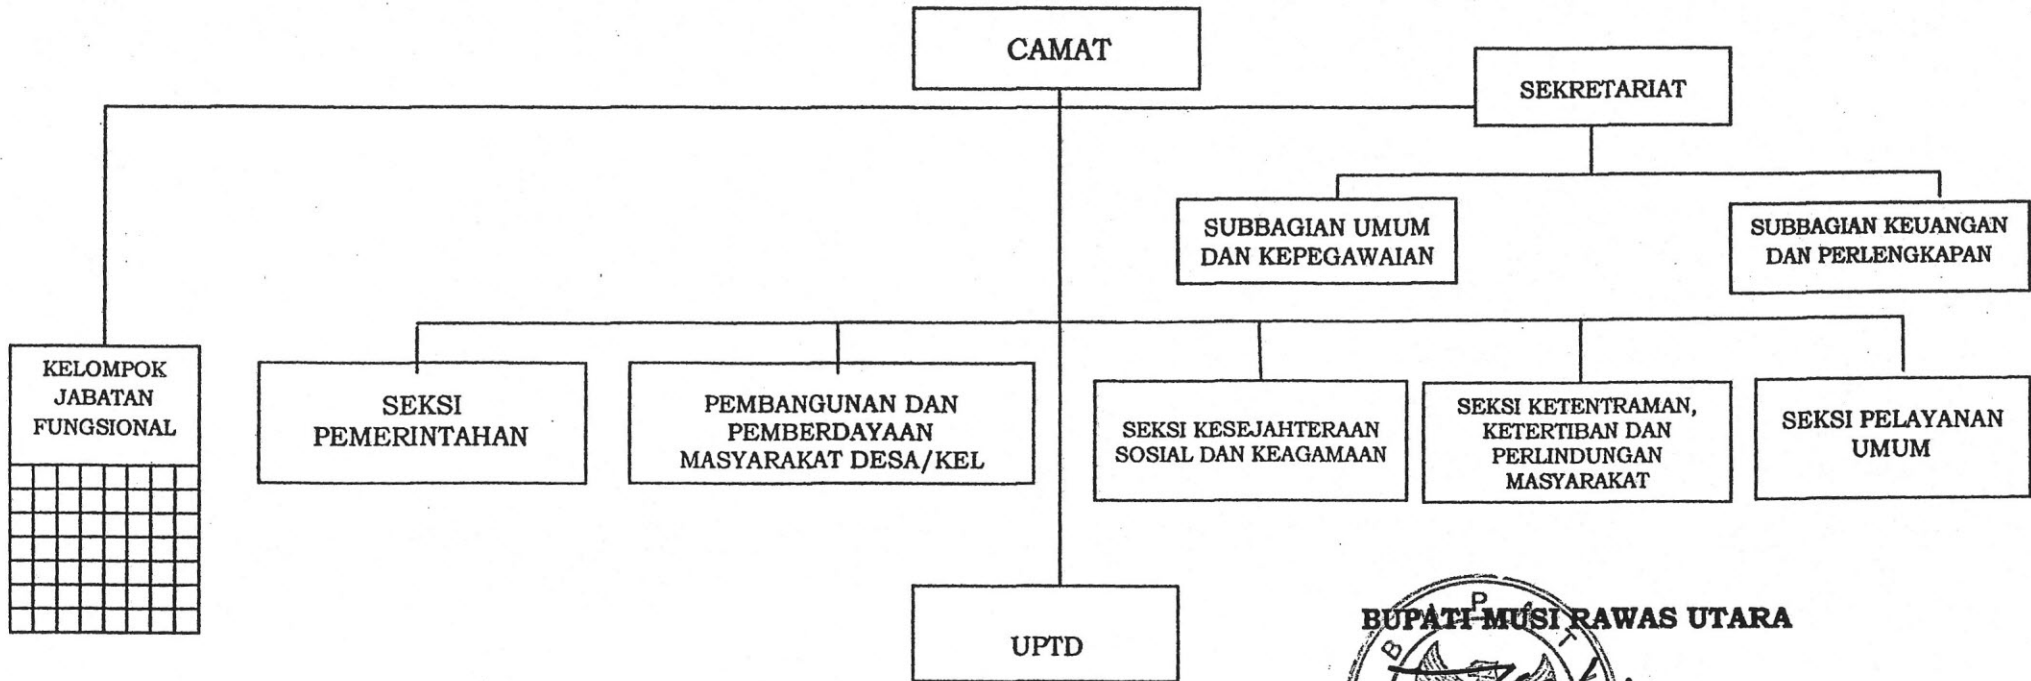 CAMAT
SEKRETARIAT
SUBBAGIAN UMUM
DAN KEPEGAWAIAN
SUBBAGIAN KEUANGAN
DAN PERLENGKAPAN
KELOMPOK
JABATAN
FUNGSIONAL
SEKSI
PEMERINTAHAN
PEMBANGUNAN DAN
PEMBERDAYAAN
MASYARAKAT DESA/KEL
SEKSI KESEJAHTERAAN
SOSIAL DAN KEAGAMAAN
SEKSI KETENTRAMAN,
KETERTIBAN DAN
PERLINDUNGAN
MASYARAKAT
SEKSI PELAYANAN
UMUM
UPTD
BUPATI MUSI RAWAS UTARA